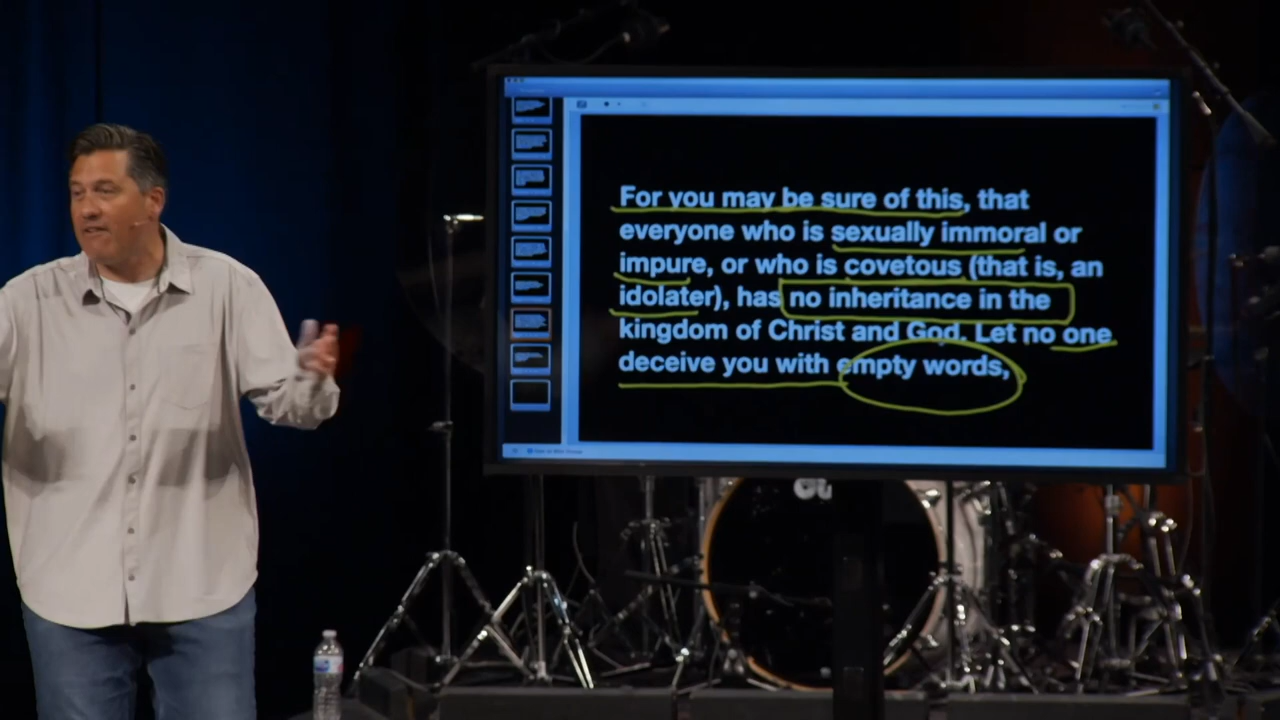 For you may be sure of this, that
everyone who is sexually immoral or
impure, or who is covetous (that is, an
idolater), has no inheritance in the
kingdom of Christ and God. Let no one
deceive you with empty words,